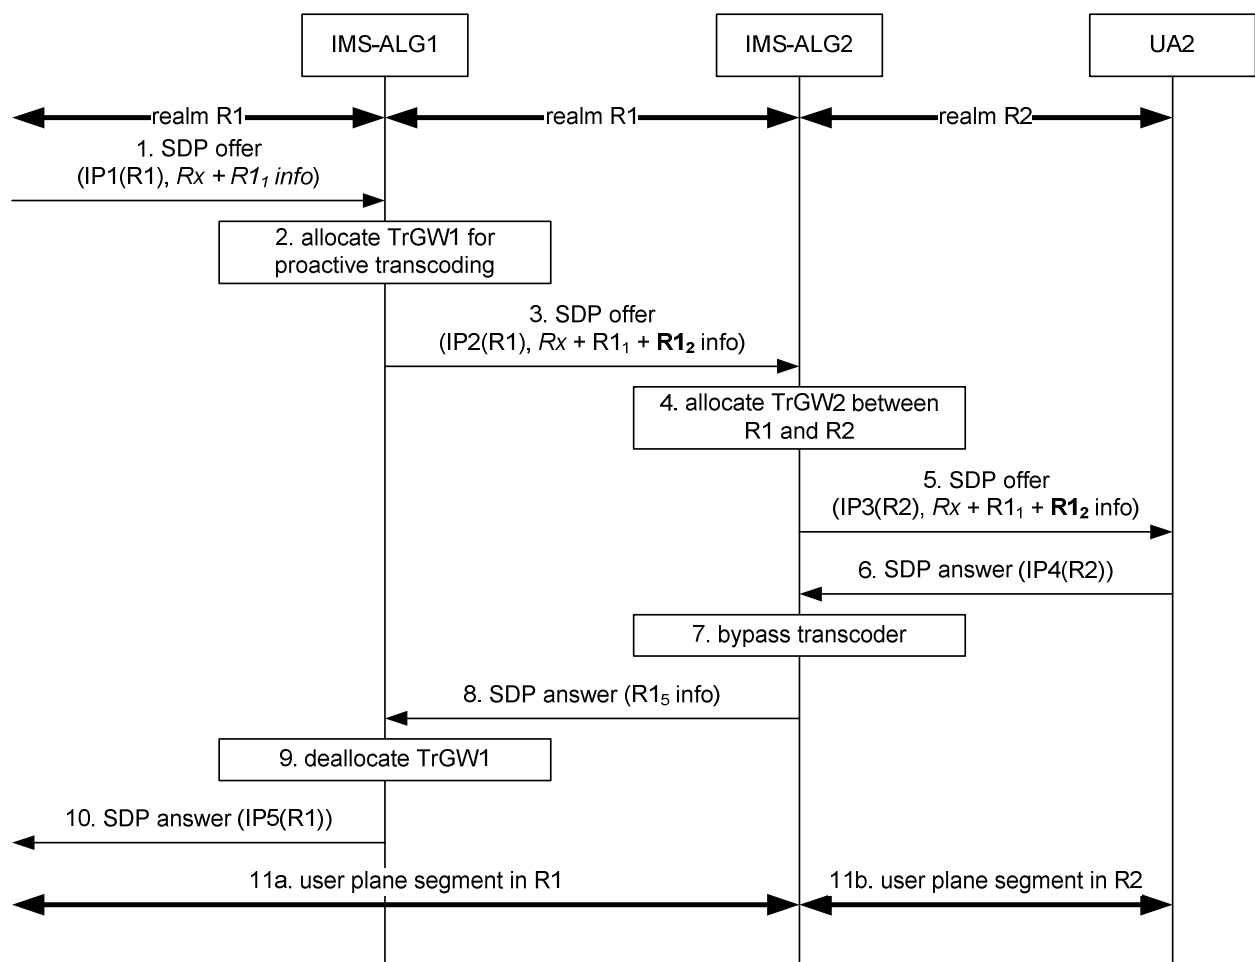 IMS-ALG1
IMS-ALG2
UA2
realm R1
realm R1
realm R2
1. SDP offer
(IP1(R1), Rx + R1₁ info)
2. allocate TrGW1 for
proactive transcoding
3. SDP offer
(IP2(R1), Rx + R1₁ + R1₂ info)
4. allocate TrGW2 between
R1 and R2
5. SDP offer
(IP3(R2), Rx + R1₁ + R1₂ info)
6. SDP answer (IP4(R2))
7. bypass transcoder
8. SDP answer (R1₅ info)
9. deallocate TrGW1
10. SDP answer (IP5(R1))
11a. user plane segment in R1
11b. user plane segment in R2